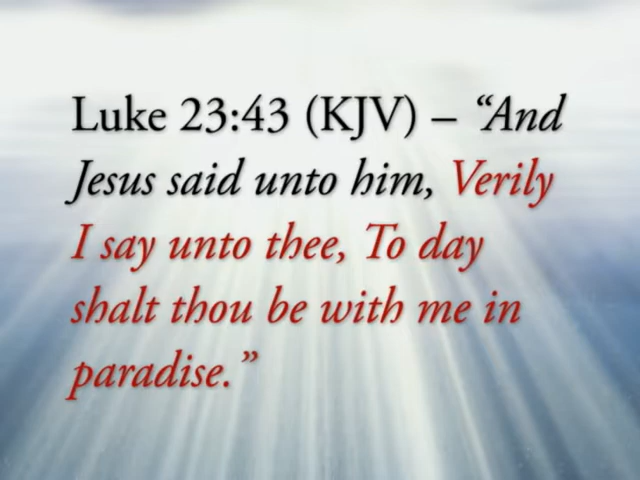 Luke 23:43 (KJV) – “And
Jesus said unto him, Verily
I say unto thee, To day
shalt thou be with me in
paradise.”